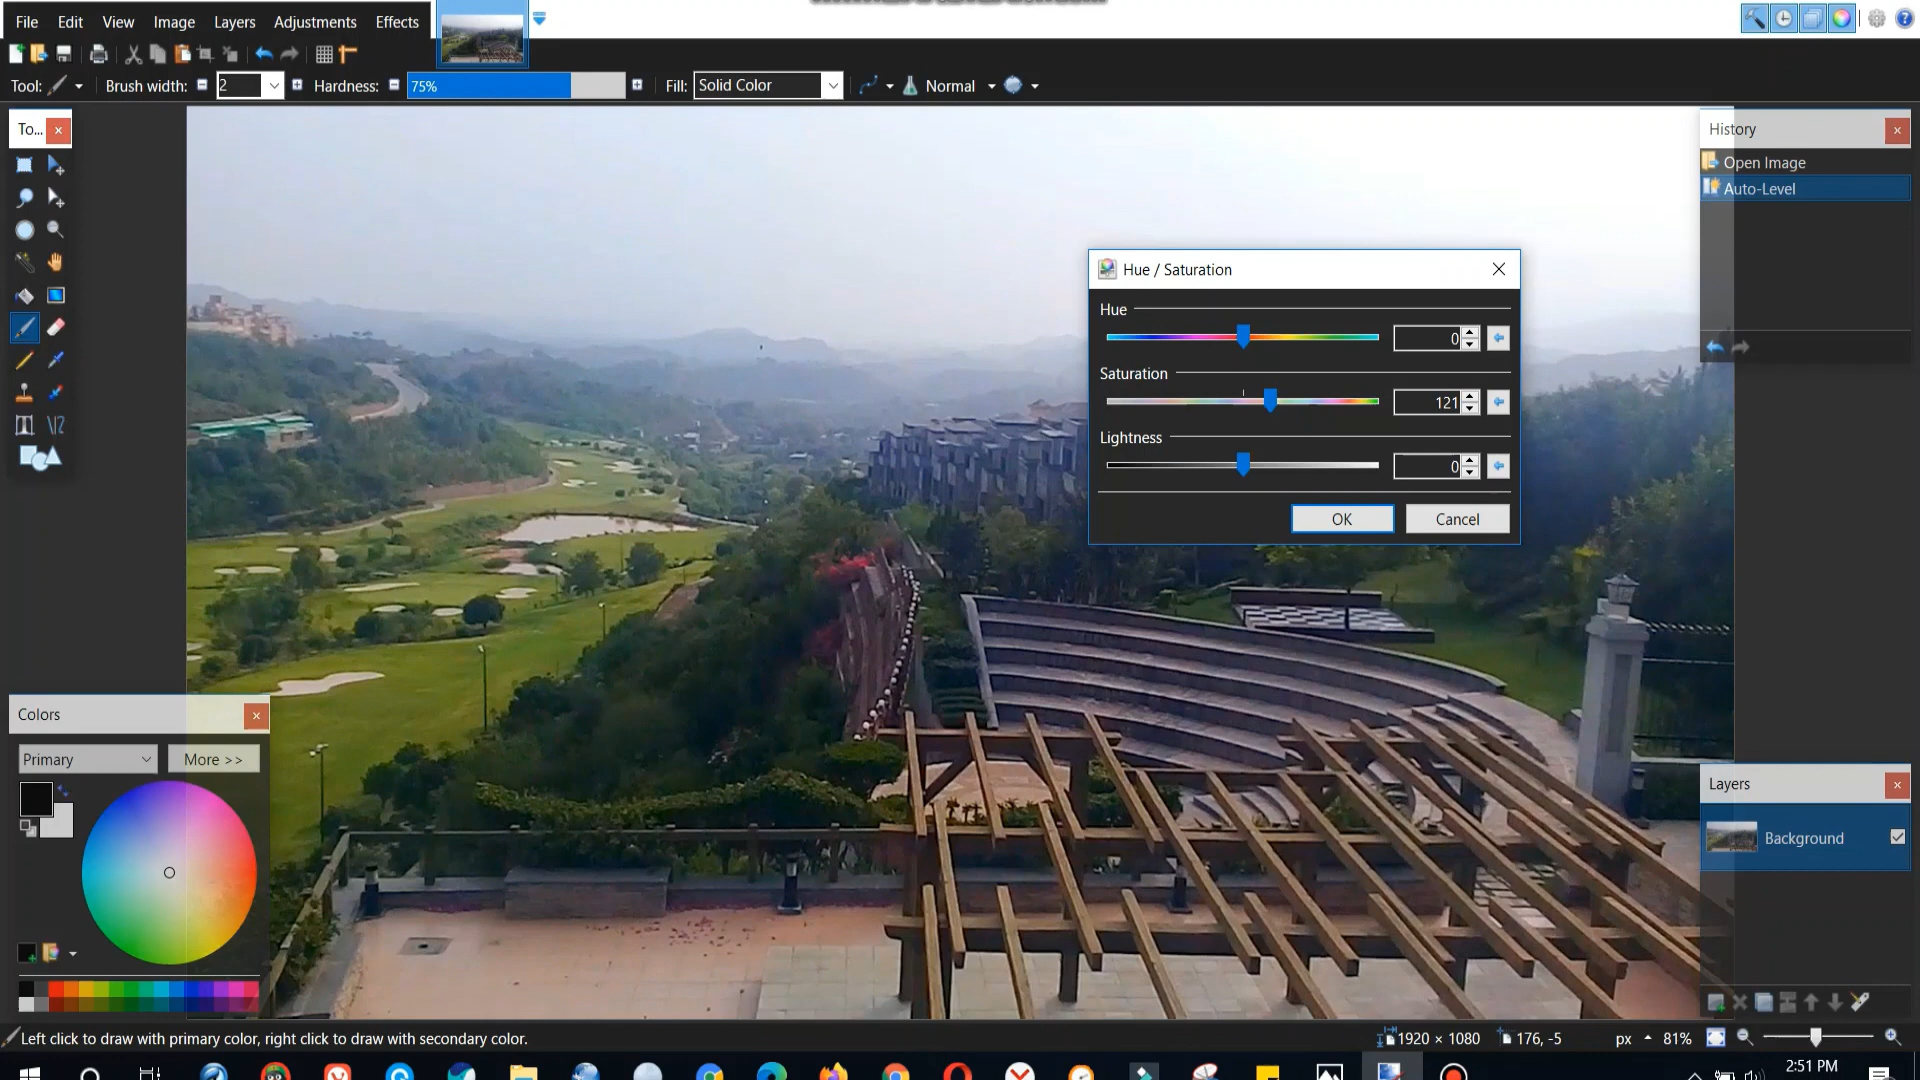 File Edit View Image Layers Adjustments Effects
Tool: Brush width: 2 Hardness: 75% Fill: Solid Color Normal
To...
History
Open Image
Auto-Level
Hue / Saturation
Hue
0
Saturation
121
Lightness
0
OK Cancel
Colors
Primary More >>
Layers
Background
Left click to draw with primary color, right click to draw with secondary color.
1920 × 1080 176, -5 px 81%
2:51 PM